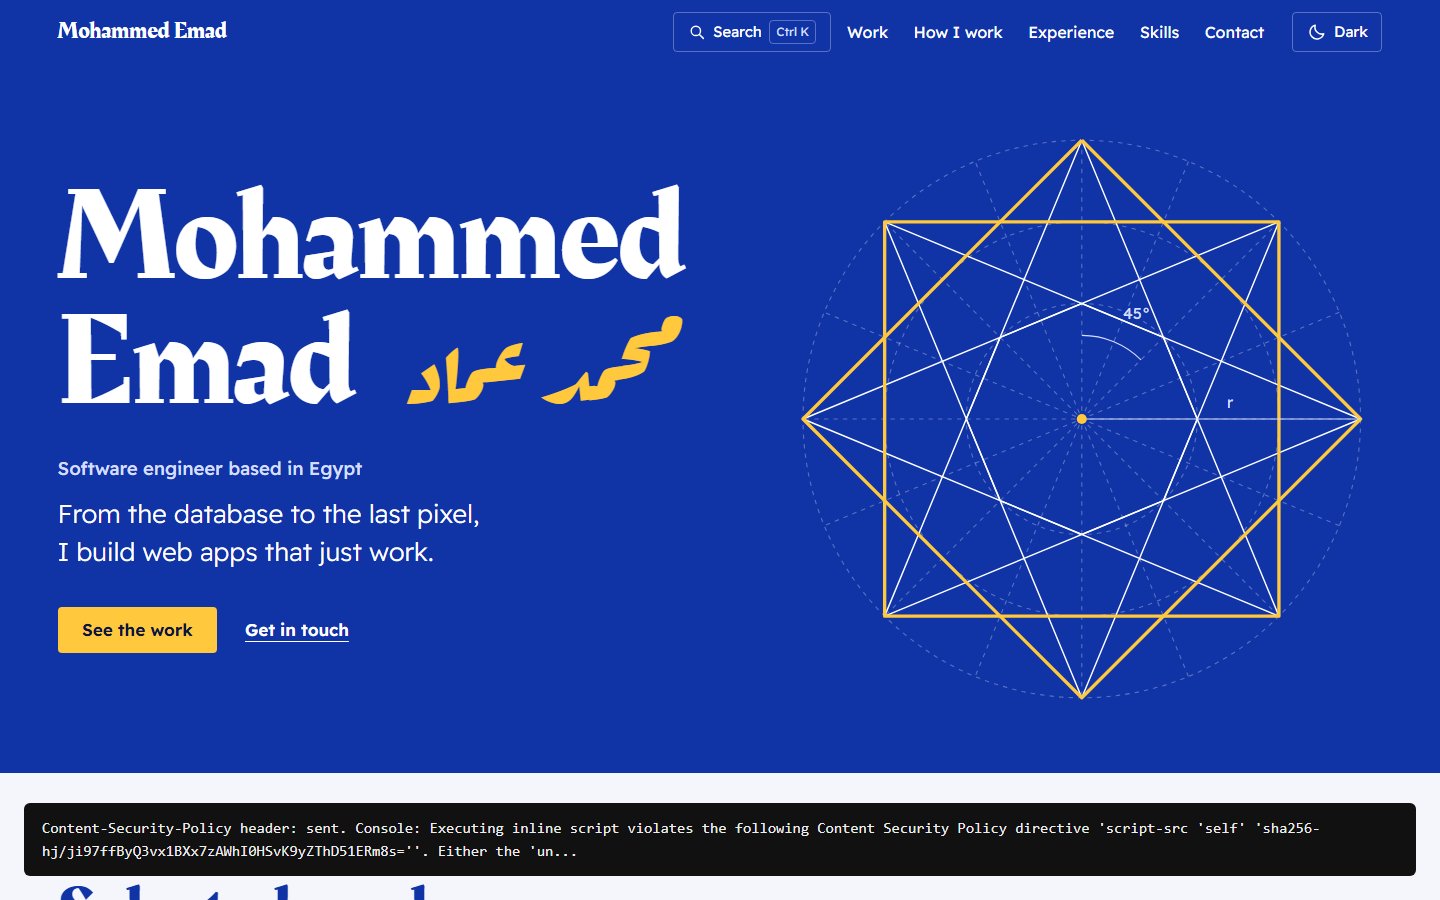 Mohammed Emad
Search Ctrl K Work How I work Experience Skills Contact Dark
Mohammed
Emad محمد عماد
Software engineer based in Egypt
From the database to the last pixel,
I build web apps that just work.
See the work Get in touch
45°
r
Content-Security-Policy header: sent. Console: Executing inline script violates the following Content Security Policy directive 'script-src 'self' 'sha256-
hj/ji97ffByQ3vx1BXx7zAWhI0HSvK9yZThD51ERm8s=''. Either the 'un...